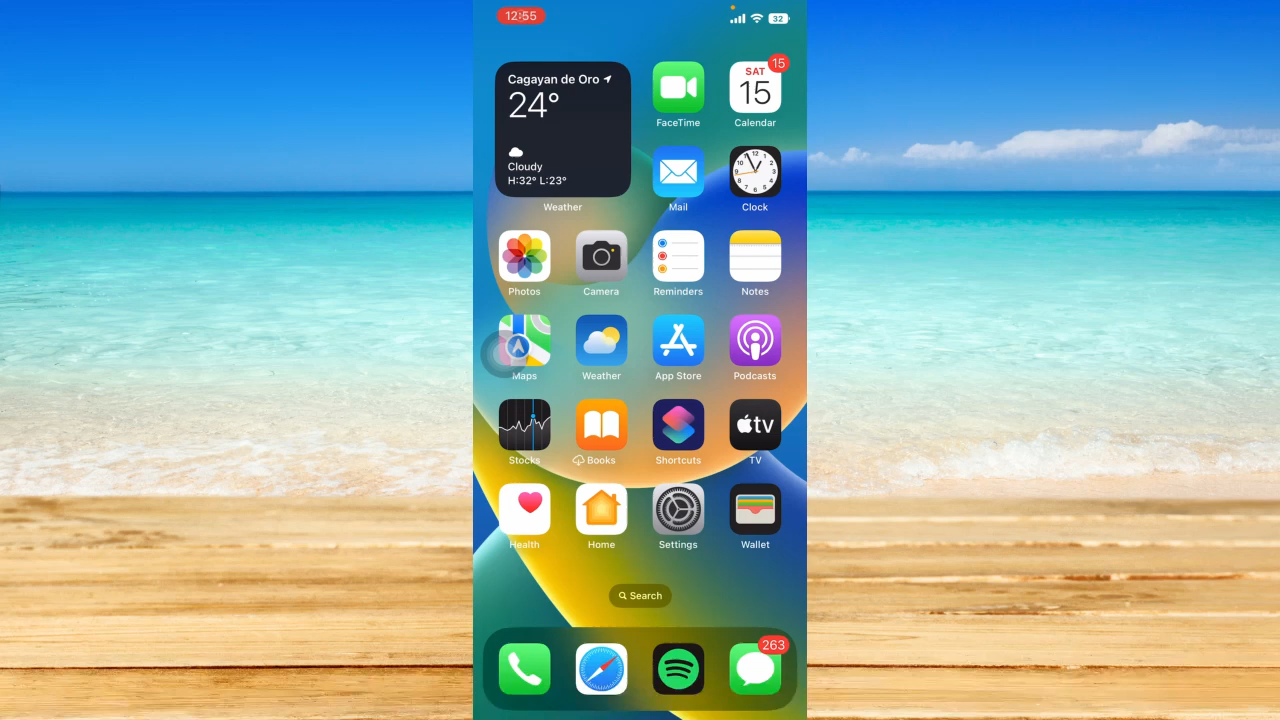 12:55
32
Cagayan de Oro
24°
Cloudy
H:32° L:23°
Weather
FaceTime
SAT
15
15
Calendar
Mail
Clock
Photos
Camera
Reminders
Notes
Maps
Weather
App Store
Podcasts
Stocks
Books
Shortcuts
tv
TV
Health
Home
Settings
Wallet
Search
263